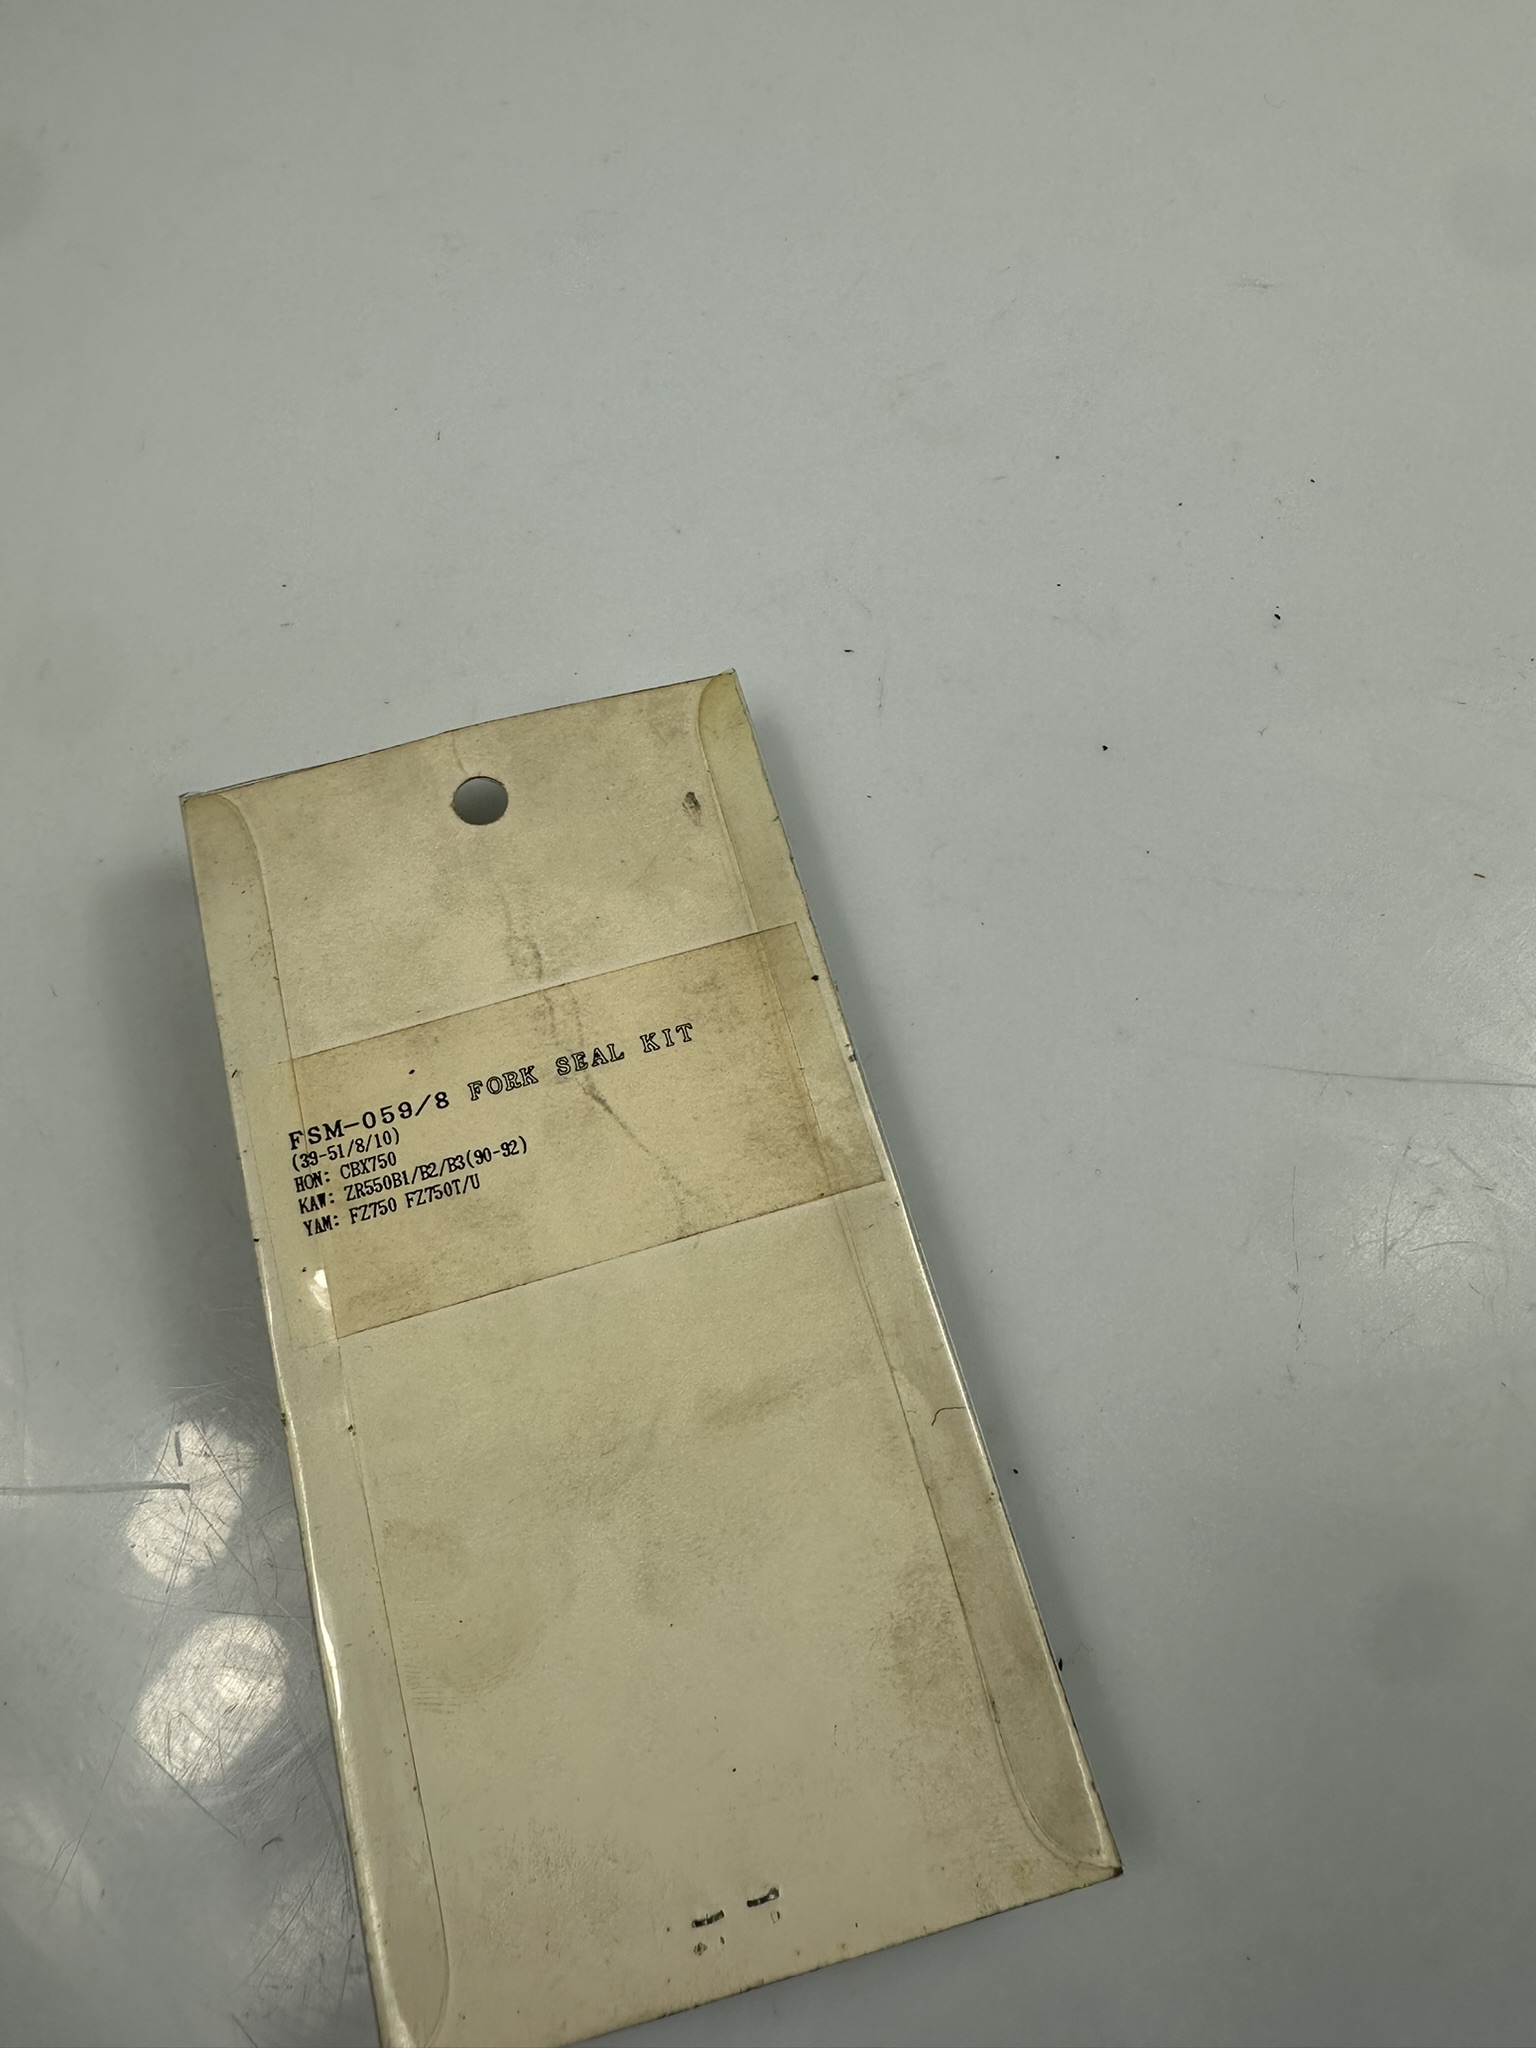 FSM-059/8 FORK SEAL KIT
(39-51/8/10)
HON: CBX750
KAW: ZR550B1/B2/B3(90-92)
YAM: FZ750 FZ750T/U